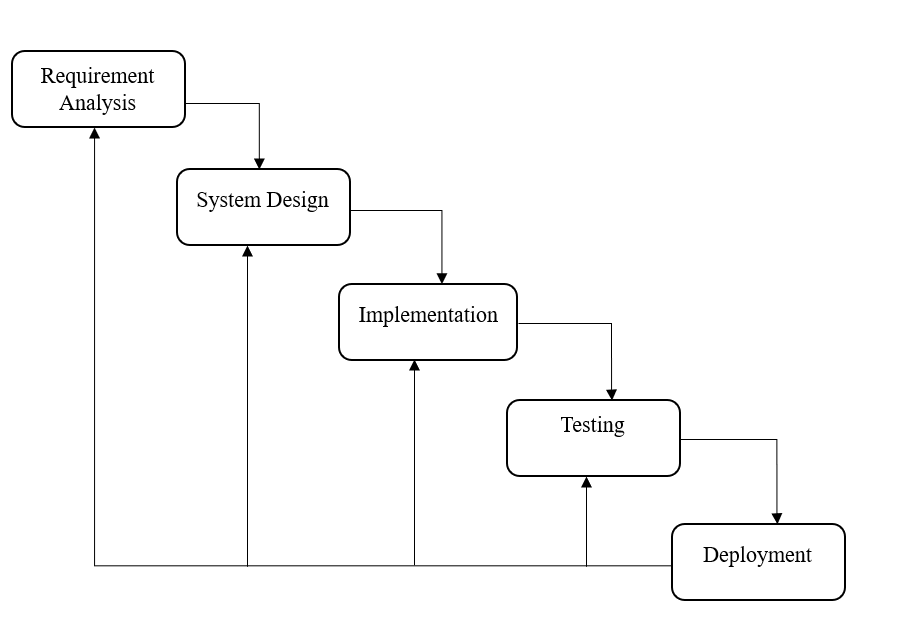 Requirement
Analysis
System Design
Implementation
Testing
Deployment